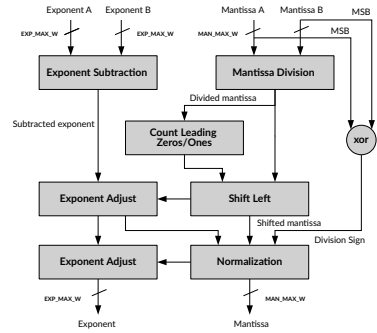 Exponent A Exponent B Mantissa A Mantissa B MSB
EXP_MAX_W EXP_MAX_W MAN_MAX_W MSB
Exponent Subtraction Mantissa Division
Divided mantissa
Subtracted exponent
Count Leading
Zeros/Ones
xor
Exponent Adjust Shift Left
Shifted mantissa
Division Sign
Exponent Adjust Normalization
EXP_MAX_W MAN_MAX_W
Exponent Mantissa